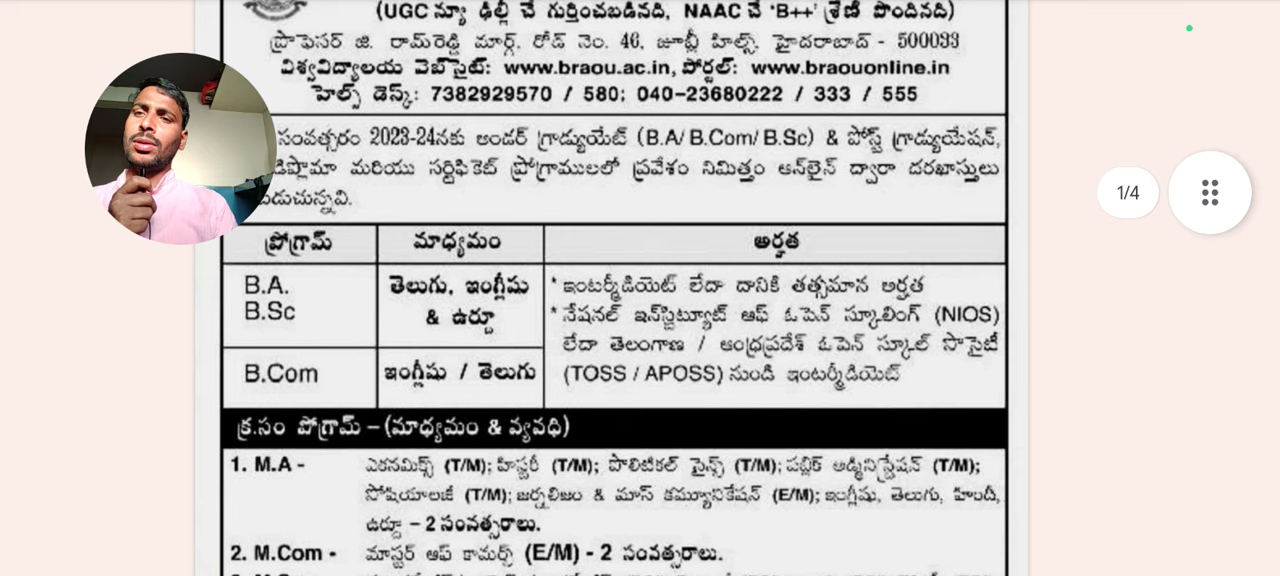 (UGC న్యూ ఢిల్లీ చే గుర్తించబడినది, NAAC చే 'B++' శ్రేణి పొందినది)
ప్రొఫెసర్ జి. రామ్‌రెడ్డి మార్గ్, రోడ్ నెం. 46, జూబ్లీ హిల్స్, హైదరాబాద్ - 500033
విశ్వవిద్యాలయ వెబ్‌సైట్: www.braou.ac.in, పోర్టల్: www.braouonline.in
హెల్ప్ డెస్క్: 7382929570 / 580; 040-23680222 / 333 / 555
సంవత్సరం 2023-24నకు అండర్ గ్రాడ్యుయేట్ (B.A/ B.Com/ B.Sc) & పోస్ట్ గ్రాడ్యుయేషన్,
డిప్లొమా మరియు సర్టిఫికెట్ ప్రోగ్రాములలో ప్రవేశం నిమిత్తం ఆన్‌లైన్ ద్వారా దరఖాస్తులు
1/4
ప్రోగ్రామ్ మాధ్యమం అర్హత
B.A. తెలుగు, ఇంగ్లీషు * ఇంటర్మీడియెట్ లేదా దానికి తత్సమాన అర్హత
B.Sc & ఉర్దూ * నేషనల్ ఇన్‌స్టిట్యూట్ ఆఫ్ ఓపెన్ స్కూలింగ్ (NIOS)
లేదా తెలంగాణ / ఆంధ్రప్రదేశ్ ఓపెన్ స్కూల్ సొసైటీ
B.Com ఇంగ్లీషు / తెలుగు (TOSS / APOSS) నుండి ఇంటర్మీడియెట్
క్ర.సం ప్రోగ్రామ్ – (మాధ్యమం & వ్యవధి)
1. M.A - ఎకనమిక్స్ (T/M); హిస్టరీ (T/M); పొలిటికల్ సైన్స్ (T/M); పబ్లిక్ అడ్మినిస్ట్రేషన్ (T/M);
సోషియాలజీ (T/M); జర్నలిజం & మాస్ కమ్యూనికేషన్ (E/M); ఇంగ్లీషు, తెలుగు, హిందీ,
ఉర్దూ – 2 సంవత్సరాలు.
2. M.Com - మాస్టర్ ఆఫ్ కామర్స్ (E/M) - 2 సంవత్సరాలు.